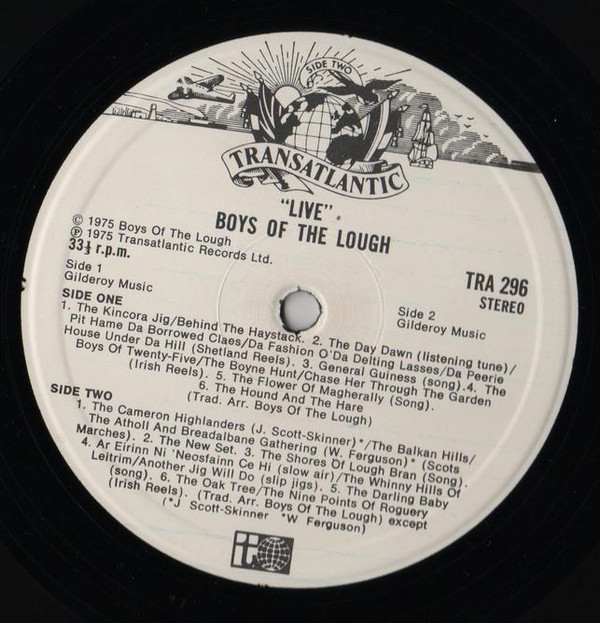 SIDE TWO
TRANSATLANTIC
"LIVE".
BOYS OF THE LOUGH
© 1975 Boys Of The Lough
℗ 1975 Transatlantic Records Ltd.
33⅓ r.p.m.
TRA 296
STEREO
Side 1
Gilderoy Music
Side 2
Gilderoy Music
SIDE ONE
1. The Kincora Jig/Behind The Haystack. 2. The Day Dawn (listening tune)/
Pit Hame Da Borrowed Claes/Da Fashion O'Da Delting Lasses/Da Peerie
House Under Da Hill (Shetland Reels). 3. General Guiness (song).4. The
Boys Of Twenty-Five/The Boyne Hunt/Chase Her Through The Garden
(Irish Reels). 5. The Flower Of Magherally (Song).
6. The Hound And The Hare
(Trad. Arr. Boys Of The Lough)
SIDE TWO
1. The Cameron Highlanders (J. Scott-Skinner)*/The Balkan Hills/
The Atholl and Breadalbane Gathering (W. Ferguson)* (Scots
Marches). 2. The New Set. 3. The Shores Of Lough Bran (Song).
4. Ar Eirinn Ni 'Neosfainn Ce Hi (slow air)/The Whinny Hills Of
Leitrim/Another Jig Will Do (slip jigs). 5. The Darling Baby
(song). 6. The Oak Tree/The Nine Points Of Roguery
(Irish Reels). (Trad. Arr. Boys Of The Lough) except
(*J Scott-Skinner *W Ferguson)